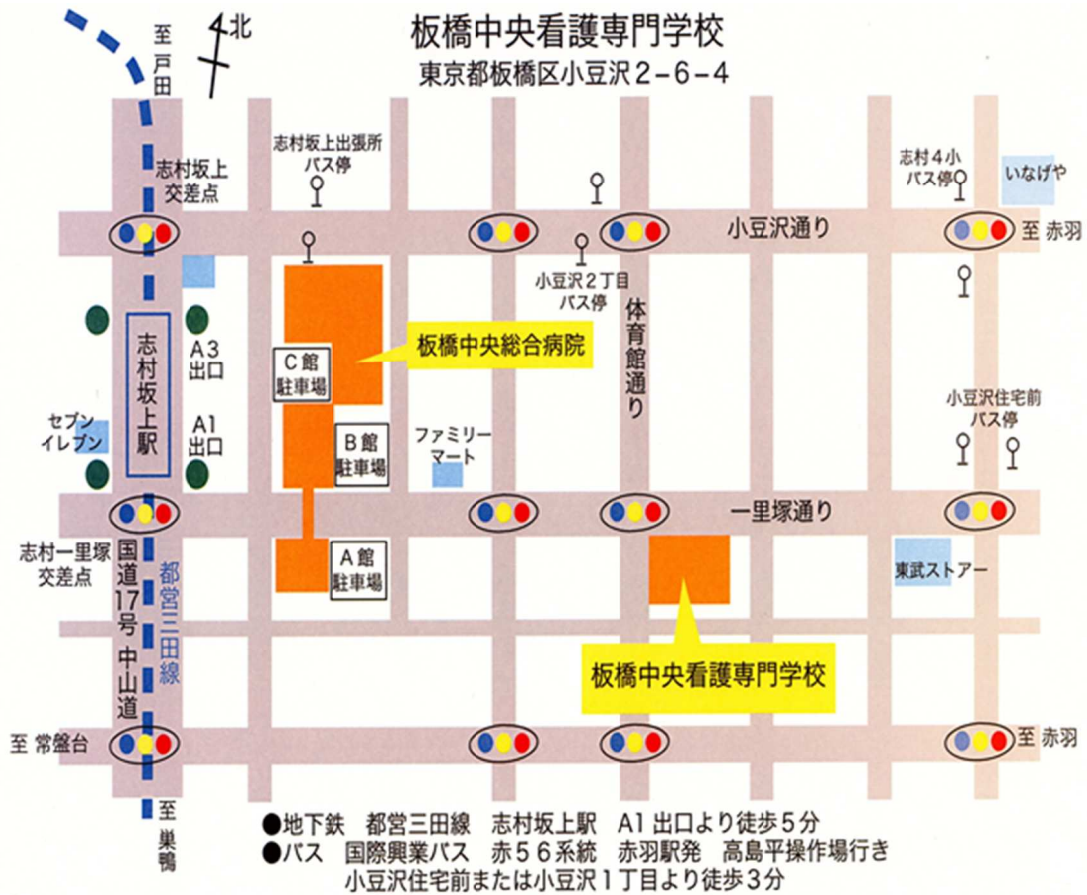 板橋中央看護専門学校
東京都板橋区小豆沢2-6-4
北
至 戸田
志村坂上
交差点
志村坂上出張所
バス停
志村4小
バス停
いなげや
小豆沢通り
至 赤羽
小豆沢2丁目
バス停
体育館通り
板橋中央総合病院
志村坂上駅
A3
出口
C館
駐車場
セブン
イレブン
A1
出口
B館
駐車場
ファミリー
マート
小豆沢住宅前
バス停
一里塚通り
志村一里塚
交差点
国道17号 中山道
都営三田線
A館
駐車場
東武ストアー
板橋中央看護専門学校
至 常盤台
至 赤羽
至 巣鴨
●地下鉄 都営三田線 志村坂上駅 A1出口より徒歩5分
●バス 国際興業バス 赤56系統 赤羽駅発 高島平操作場行き
小豆沢住宅前または小豆沢1丁目より徒歩3分